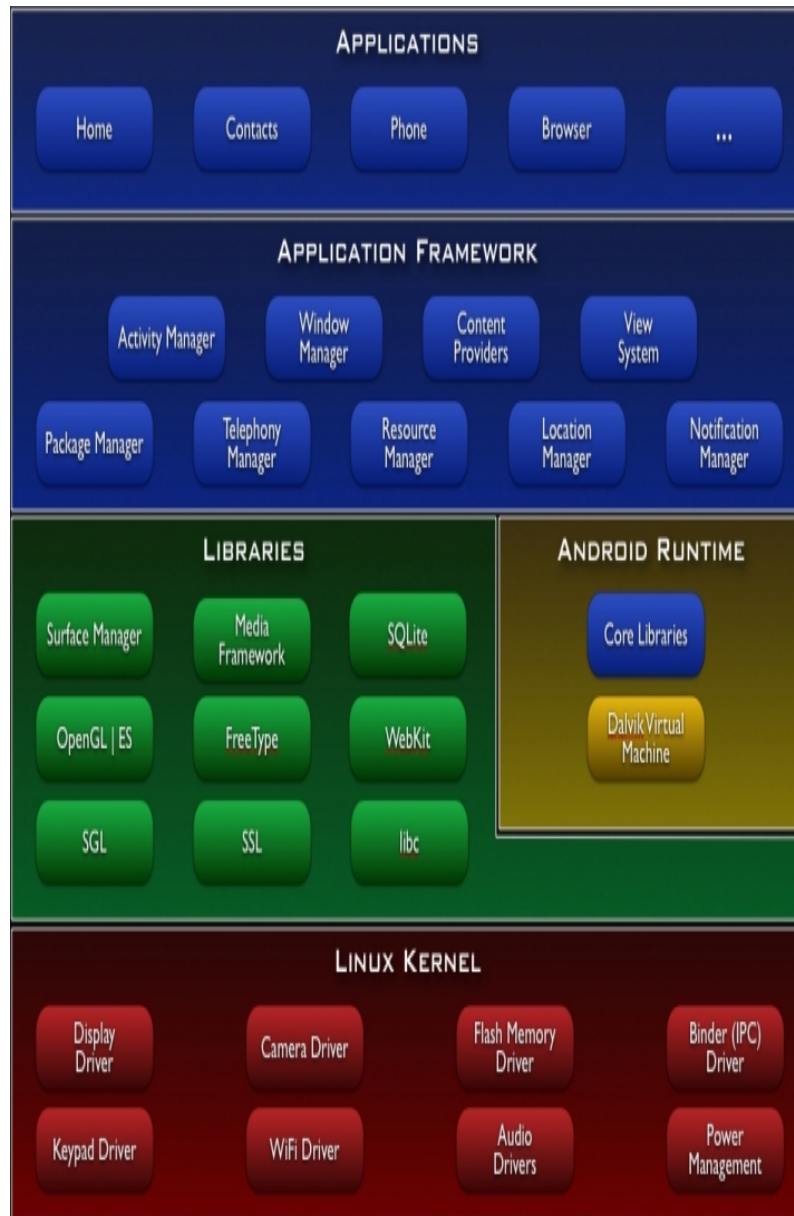 APPLICATIONS
Home
Contacts
Phone
Browser
...
APPLICATION FRAMEWORK
Activity Manager
Window
Manager
Content
Providers
View
System
Package Manager
Telephony
Manager
Resource
Manager
Location
Manager
Notification
Manager
LIBRARIES
Surface Manager
Media
Framework
SQLite
OpenGL | ES
FreeType
WebKit
SGL
SSL
libc
ANDROID RUNTIME
Core Libraries
Dalvik Virtual
Machine
LINUX KERNEL
Display
Driver
Camera Driver
Flash Memory
Driver
Binder (IPC)
Driver
Keypad Driver
WiFi Driver
Audio
Drivers
Power
Management